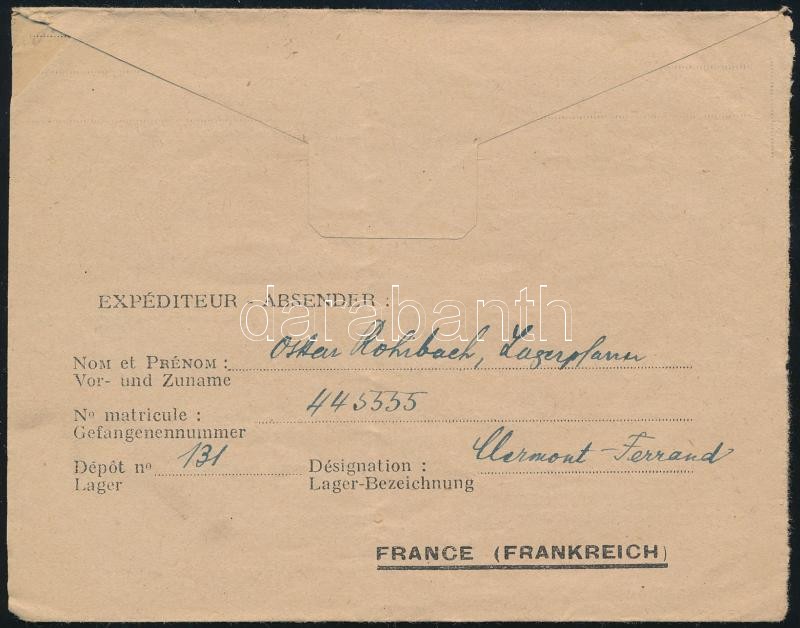 EXPÉDITEUR - ABSENDER :
darabanth
NOM et PRÉNOM : Oskar Rohrbach, Lagerpfarrer
Vor- und Zuname
Nº matricule : 445555
Gefangenennummer
Dépôt nº 131 Désignation : Clermont-Ferrand
Lager Lager-Bezeichnung
FRANCE (FRANKREICH)